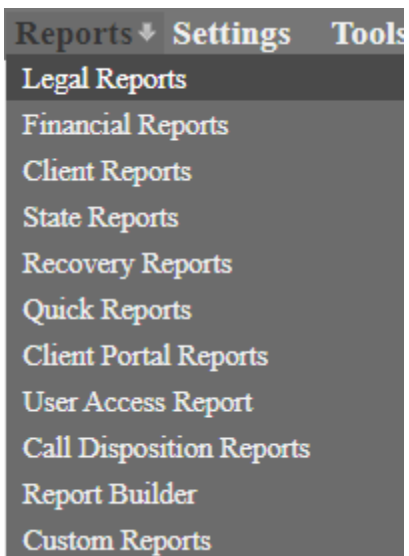 Reports Settings Tools
Legal Reports
Financial Reports
Client Reports
State Reports
Recovery Reports
Quick Reports
Client Portal Reports
User Access Report
Call Disposition Reports
Report Builder
Custom Reports